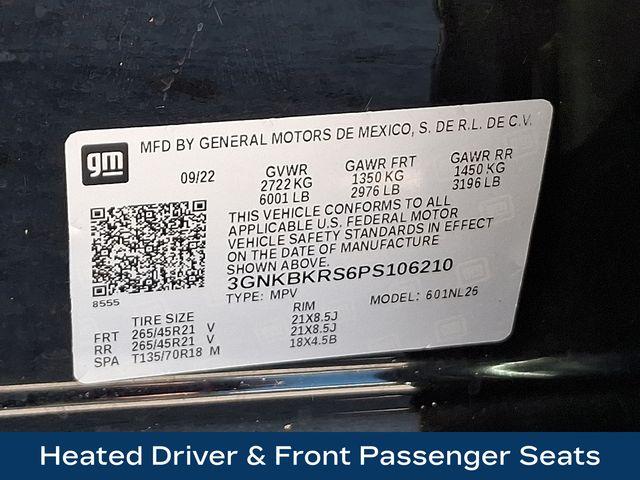 gm
MFD BY GENERAL MOTORS DE MEXICO, S. DE R.L. DE C.V.
09/22 GVWR GAWR FRT GAWR RR
2722 KG 1350 KG 1450 KG
6001 LB 2976 LB 3196 LB
THIS VEHICLE CONFORMS TO ALL
APPLICABLE U.S. FEDERAL MOTOR
VEHICLE SAFETY STANDARDS IN EFFECT
ON THE DATE OF MANUFACTURE
SHOWN ABOVE.
3GNKBKRS6PS106210
8555 TYPE: MPV MODEL: 601NL26
TIRE SIZE RIM
FRT 265/45R21 V 21X8.5J
RR 265/45R21 V 21X8.5J
SPA T135/70R18 M 18X4.5B
Heated Driver & Front Passenger Seats